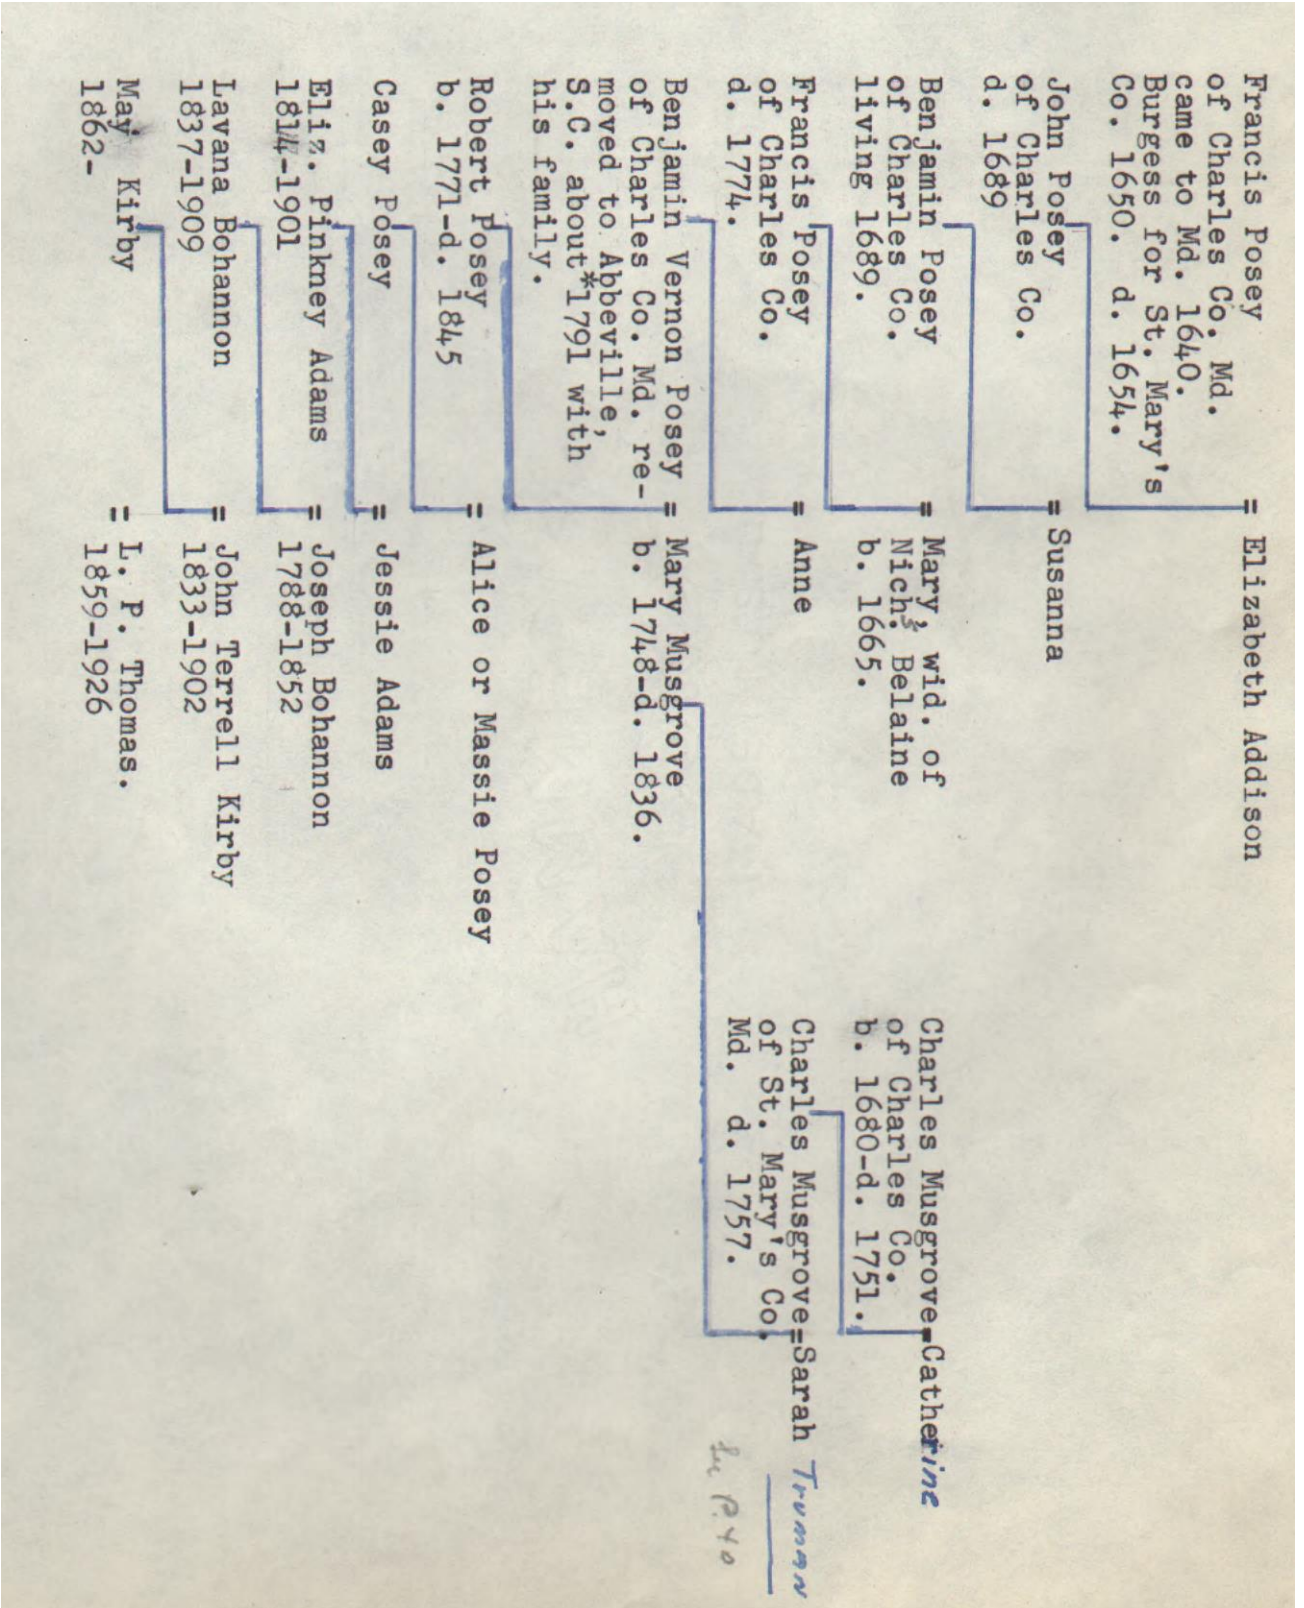 Francis Posey = Elizabeth Addison
of Charles Co. Md.
came to Md. 1640.
Burgess for St. Mary's
Co. 1650. d. 1654.
John Posey = Susanna
of Charles Co.
d. 1689
Benjamin Posey = Mary, wid. of
of Charles Co. Nichs. Belaine
living 1689. b. 1665.
Charles Musgrove=Catherine
of Charles Co.
b. 1680-d. 1751.
Francis Posey = Anne
of Charles Co.
d. 1774.
Charles Musgrove=Sarah Truman
of St. Mary's Co.
Md. d. 1757.
P. 40
Benjamin Vernon Posey = Mary Musgrove
of Charles Co. Md. re- b. 1748-d. 1836.
moved to Abbeville,
S.C. about*1791 with
his family.
Robert Posey = Alice or Massie Posey
b. 1771-d. 1845
Casey Posey = Jessie Adams
Eliz. Pinkney Adams = Joseph Bohannon
1814-1901 1788-1852
Lavana Bohannon = John Terrell Kirby
1837-1909 1833-1902
May Kirby = L. P. Thomas.
1862- 1859-1926